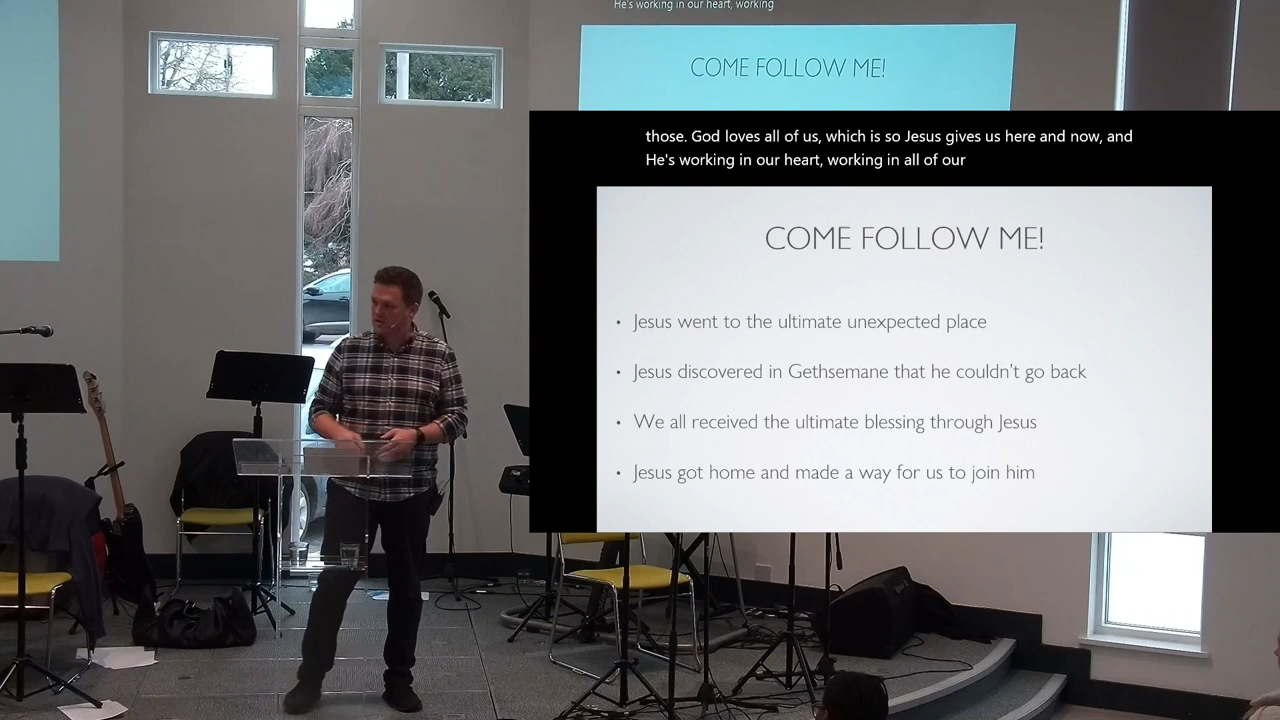 He's working in our heart, working
COME FOLLOW ME!
those. God loves all of us, which is so Jesus gives us here and now, and
He's working in our heart, working in all of our
COME FOLLOW ME!
• Jesus went to the ultimate unexpected place
• Jesus discovered in Gethsemane that he couldn't go back
• We all received the ultimate blessing through Jesus
• Jesus got home and made a way for us to join him